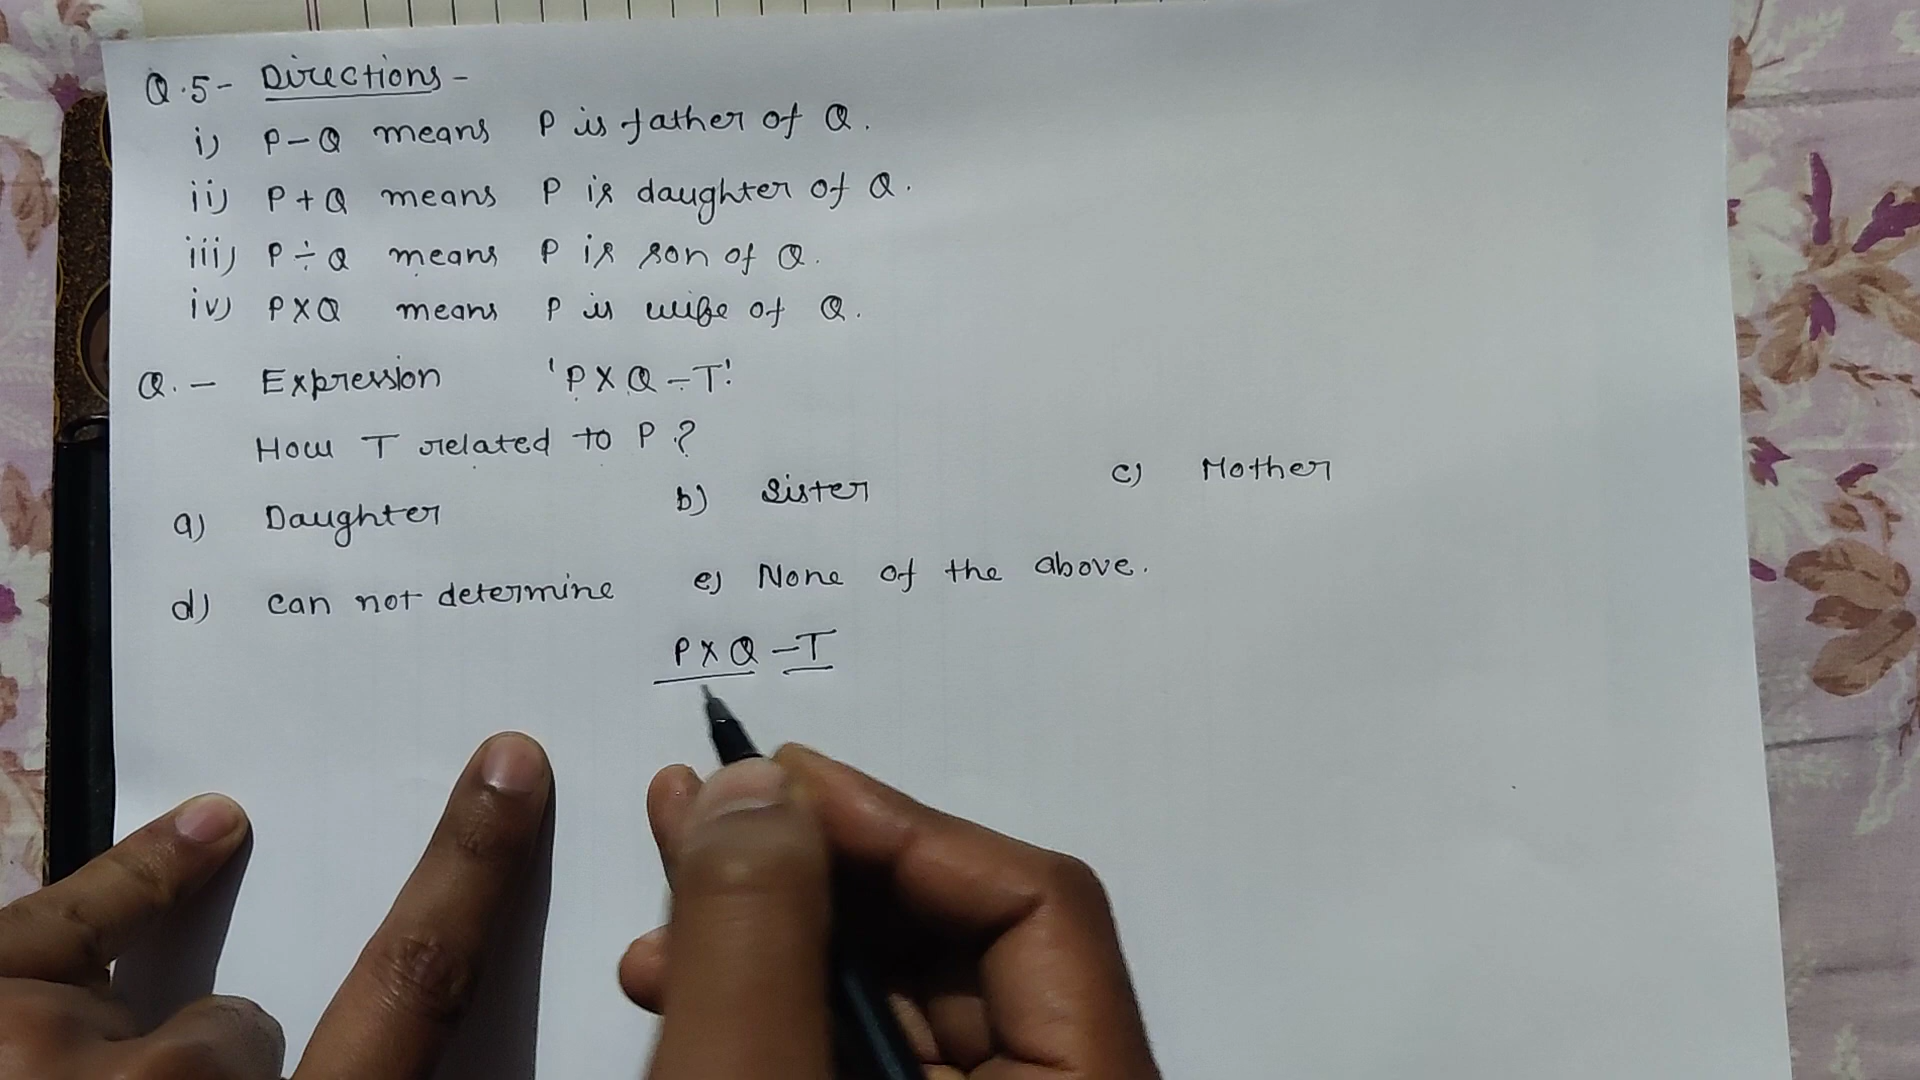 Q.5- Directions-
i) P-Q means P is father of Q.
ii) P+Q means P is daughter of Q.
iii) P÷Q means P is son of Q.
iv) P×Q means P is wife of Q.
Q.- Expression 'P×Q-T'.
How T related to P?
a) Daughter b) Sister c) Mother
d) can not determine e) None of the above.
P×Q-T